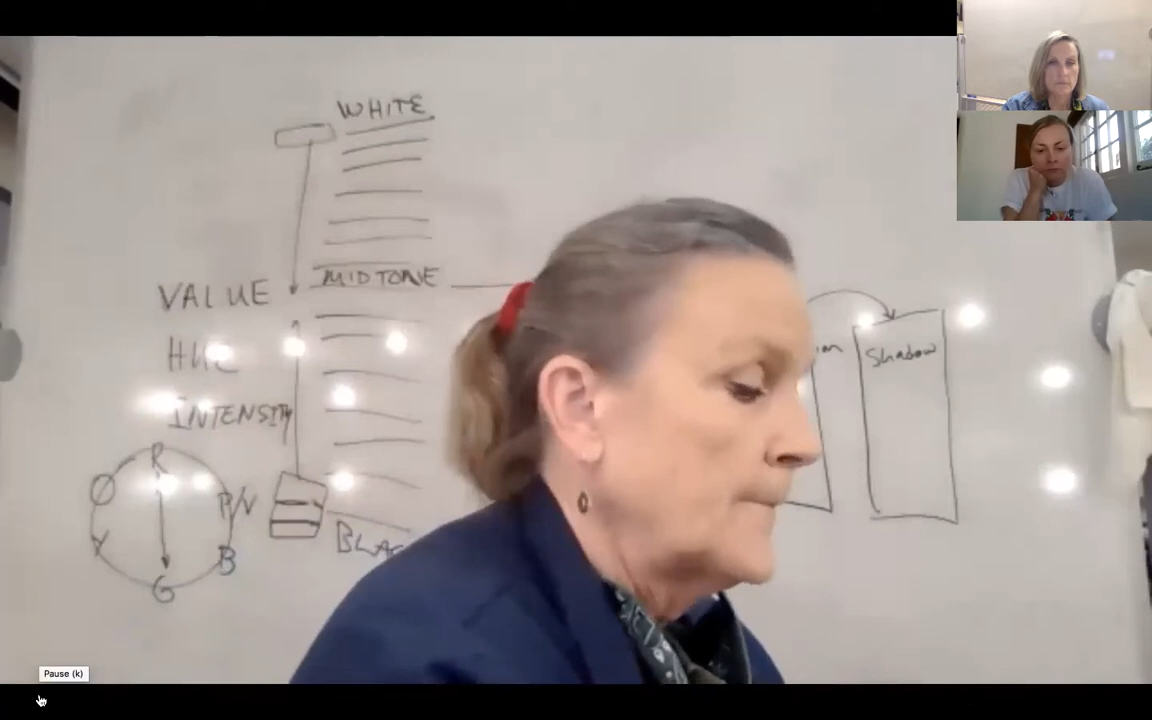 WHITE
MIDTONE
VALUE
HUE
INTENSITY
Shadow
R
O
P/V
Y
B
G
Pause (k)